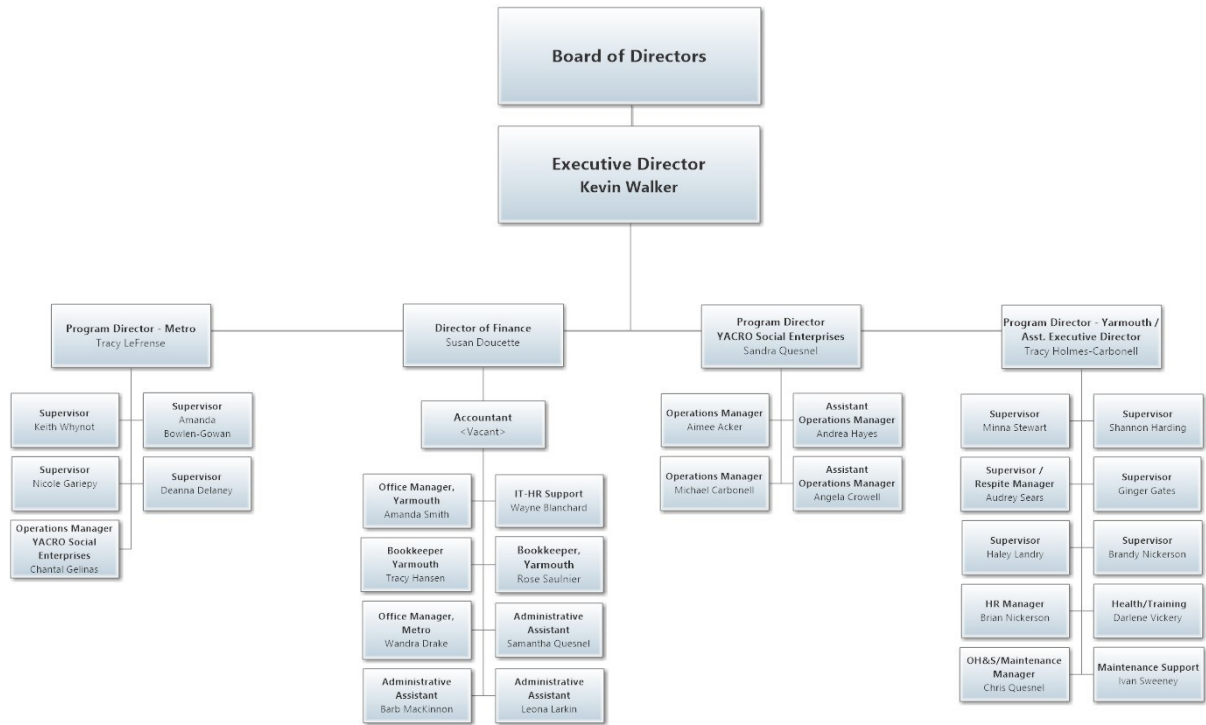 Board of Directors
Executive Director
Kevin Walker
Program Director - Metro
Tracy LeFrense
Director of Finance
Susan Doucette
Program Director
YACRO Social Enterprises
Sandra Quesnel
Program Director - Yarmouth /
Asst. Executive Director
Tracy Holmes-Carbonell
Supervisor
Keith Whynot
Supervisor
Amanda
Bowlen-Gowan
Supervisor
Nicole Gariepy
Supervisor
Deanna Delaney
Operations Manager
YACRO Social
Enterprises
Chantal Gelinas
Accountant
<Vacant>
Office Manager,
Yarmouth
Amanda Smith
IT-HR Support
Wayne Blanchard
Bookkeeper
Yarmouth
Tracy Hansen
Bookkeeper,
Yarmouth
Rose Saulnier
Office Manager,
Metro
Wandra Drake
Administrative
Assistant
Samantha Quesnel
Administrative
Assistant
Barb MacKinnon
Administrative
Assistant
Leona Larkin
Operations Manager
Aimee Acker
Assistant
Operations Manager
Andrea Hayes
Operations Manager
Michael Carbonell
Assistant
Operations Manager
Angela Crowell
Supervisor
Minna Stewart
Supervisor
Shannon Harding
Supervisor /
Respite Manager
Audrey Sears
Supervisor
Ginger Gates
Supervisor
Haley Landry
Supervisor
Brandy Nickerson
HR Manager
Brian Nickerson
Health/Training
Darlene Vickery
OH&S/Maintenance
Manager
Chris Quesnel
Maintenance Support
Ivan Sweeney